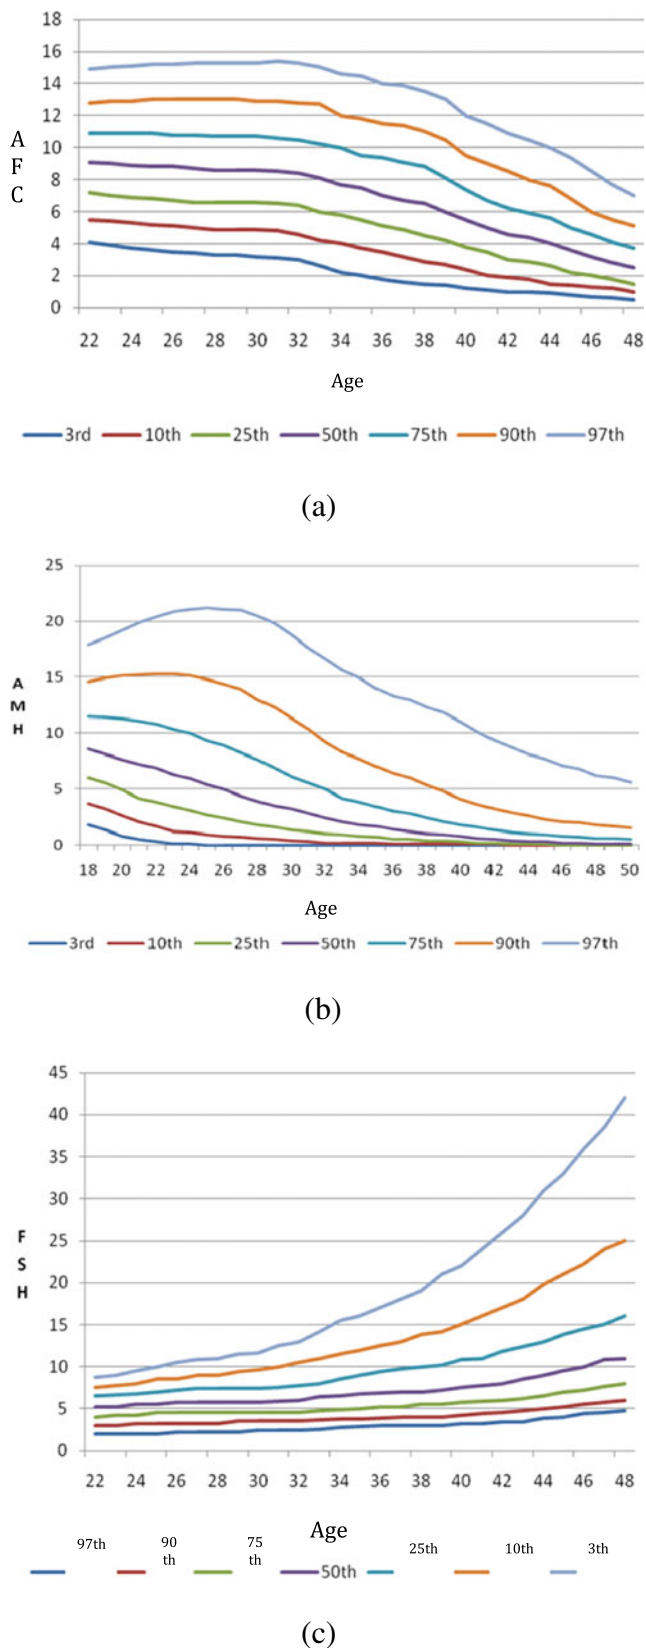 18
16
14
12
10
8
6
4
2
0
A
F
C
22 24 26 28 30 32 34 36 38 40 42 44 46 48
Age
3rd 10th 25th 50th 75th 90th 97th
(a)
25
20
15
10
5
0
A
M
H
18 20 22 24 26 28 30 32 34 36 38 40 42 44 46 48 50
Age
3rd 10th 25th 50th 75th 90th 97th
(b)
45
40
35
30
25
20
15
10
5
0
F
S
H
22 24 26 28 30 32 34 36 38 40 42 44 46 48
Age
97th 90 th 75 th 50th 25th 10th 3th
(c)